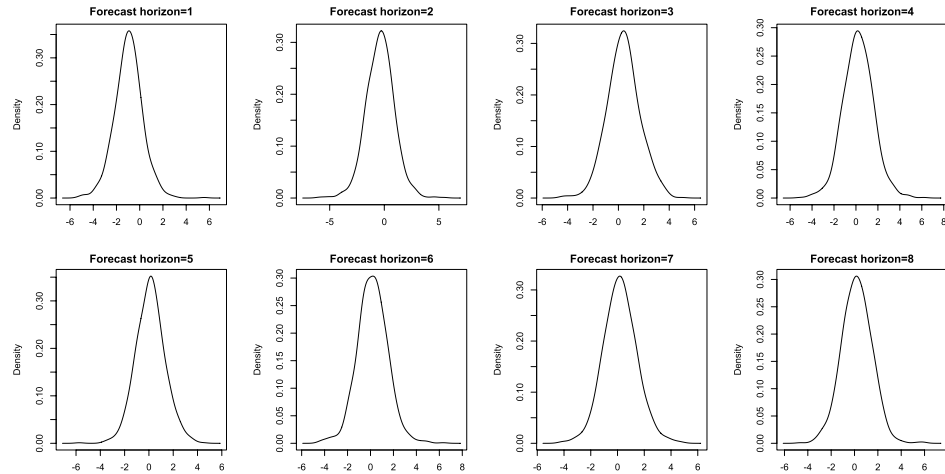 Forecast horizon=1
Forecast horizon=2
Forecast horizon=3
Forecast horizon=4
Density
0.00 0.10 0.20 0.30
-6 -4 -2 0 2 4 6
Density
0.00 0.10 0.20 0.30
-5 0 5
Density
0.00 0.10 0.20 0.30
-6 -4 -2 0 2 4 6
Density
0.00 0.05 0.10 0.15 0.20 0.25 0.30
-6 -4 -2 0 2 4 6 8
Forecast horizon=5
Forecast horizon=6
Forecast horizon=7
Forecast horizon=8
Density
0.00 0.10 0.20 0.30
-6 -4 -2 0 2 4 6
Density
0.00 0.05 0.10 0.15 0.20 0.25 0.30
-6 -4 -2 0 2 4 6 8
Density
0.00 0.10 0.20 0.30
-6 -4 -2 0 2 4 6
Density
0.00 0.05 0.10 0.15 0.20 0.25 0.30
-6 -4 -2 0 2 4 6 8